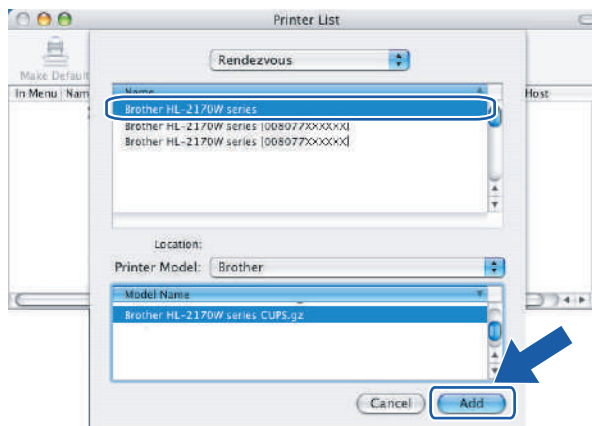 Printer List
Rendezvous
Make Default
In Menu Nam
Name
Host
Brother HL-2170W series
Brother HL-2170W series [008077XXXXXX]
Brother HL-2170W series [008077XXXXXX]
Location:
Printer Model: Brother
Model Name
Brother HL-2170W series CUPS.gz
Cancel Add